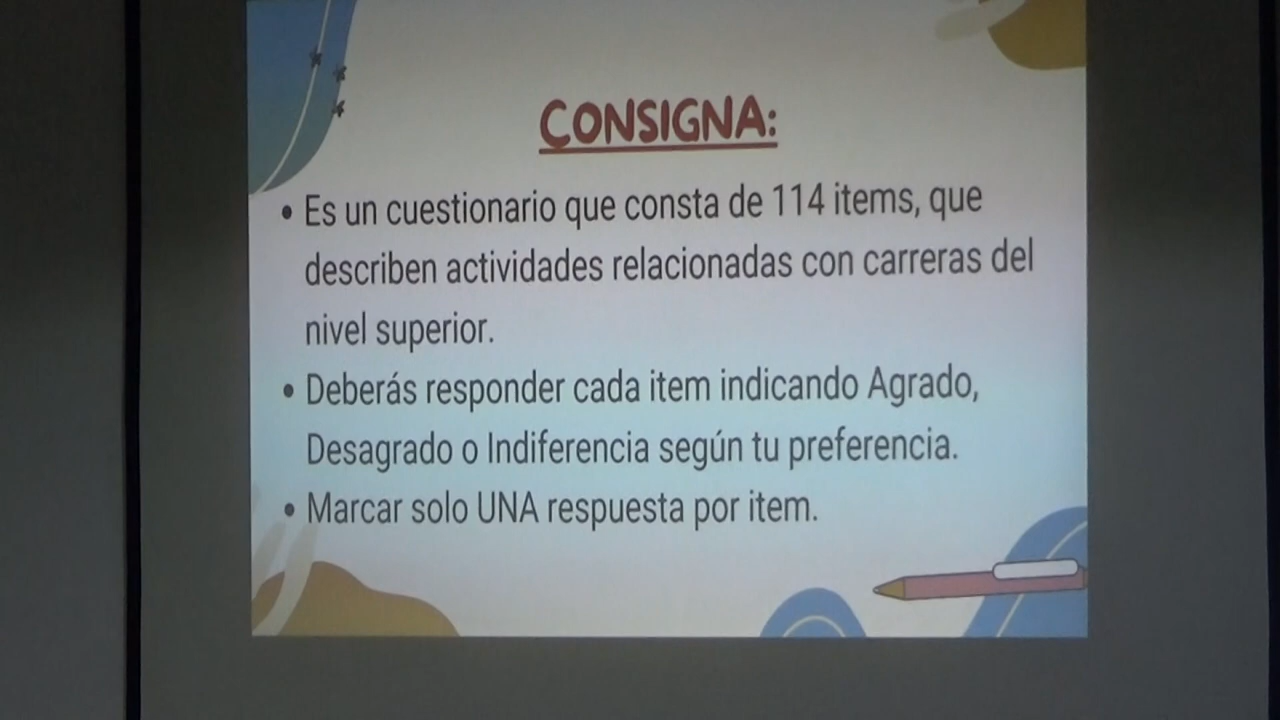 CONSIGNA:
• Es un cuestionario que consta de 114 items, que
describen actividades relacionadas con carreras del
nivel superior.
• Deberás responder cada item indicando Agrado,
Desagrado o Indiferencia según tu preferencia.
• Marcar solo UNA respuesta por item.